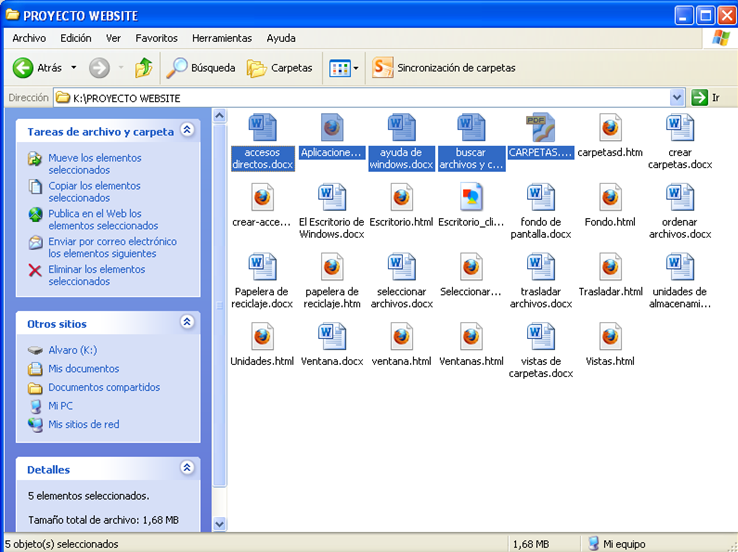 PROYECTO WEBSITE
Archivo Edición Ver Favoritos Herramientas Ayuda
Atrás Búsqueda Carpetas Sincronización de carpetas
Dirección K:\PROYECTO WEBSITE Ir
Tareas de archivo y carpeta
Mueve los elementos
seleccionados
Copiar los elementos
seleccionados
Publica en el Web los
elementos seleccionados
Enviar por correo electrónico
los elementos siguientes
Eliminar los elementos
seleccionados
Otros sitios
Alvaro (K:)
Mis documentos
Documentos compartidos
Mi PC
Mis sitios de red
Detalles
5 elementos seleccionados.
Tamaño total de archivo: 1,68 MB
PDF
accesos Aplicacione... ayuda de buscar CARPETAS.... carpetasd.htm crear
directos.docx windows.docx archivos y c... carpetas.docx
crear-acce... El Escritorio de Escritorio.html Escritorio_cli... fondo de Fondo.html ordenar
Windows.docx pantalla.docx archivos.docx
Papelera de papelera de seleccionar Seleccionar... trasladar Trasladar.html unidades de
reciclaje.docx reciclaje.htm archivos.docx archivos.docx almacenami...
Unidades.html Ventana.docx ventana.html Ventanas.html vistas de Vistas.html
carpetas.docx
5 objeto(s) seleccionados 1,68 MB Mi equipo